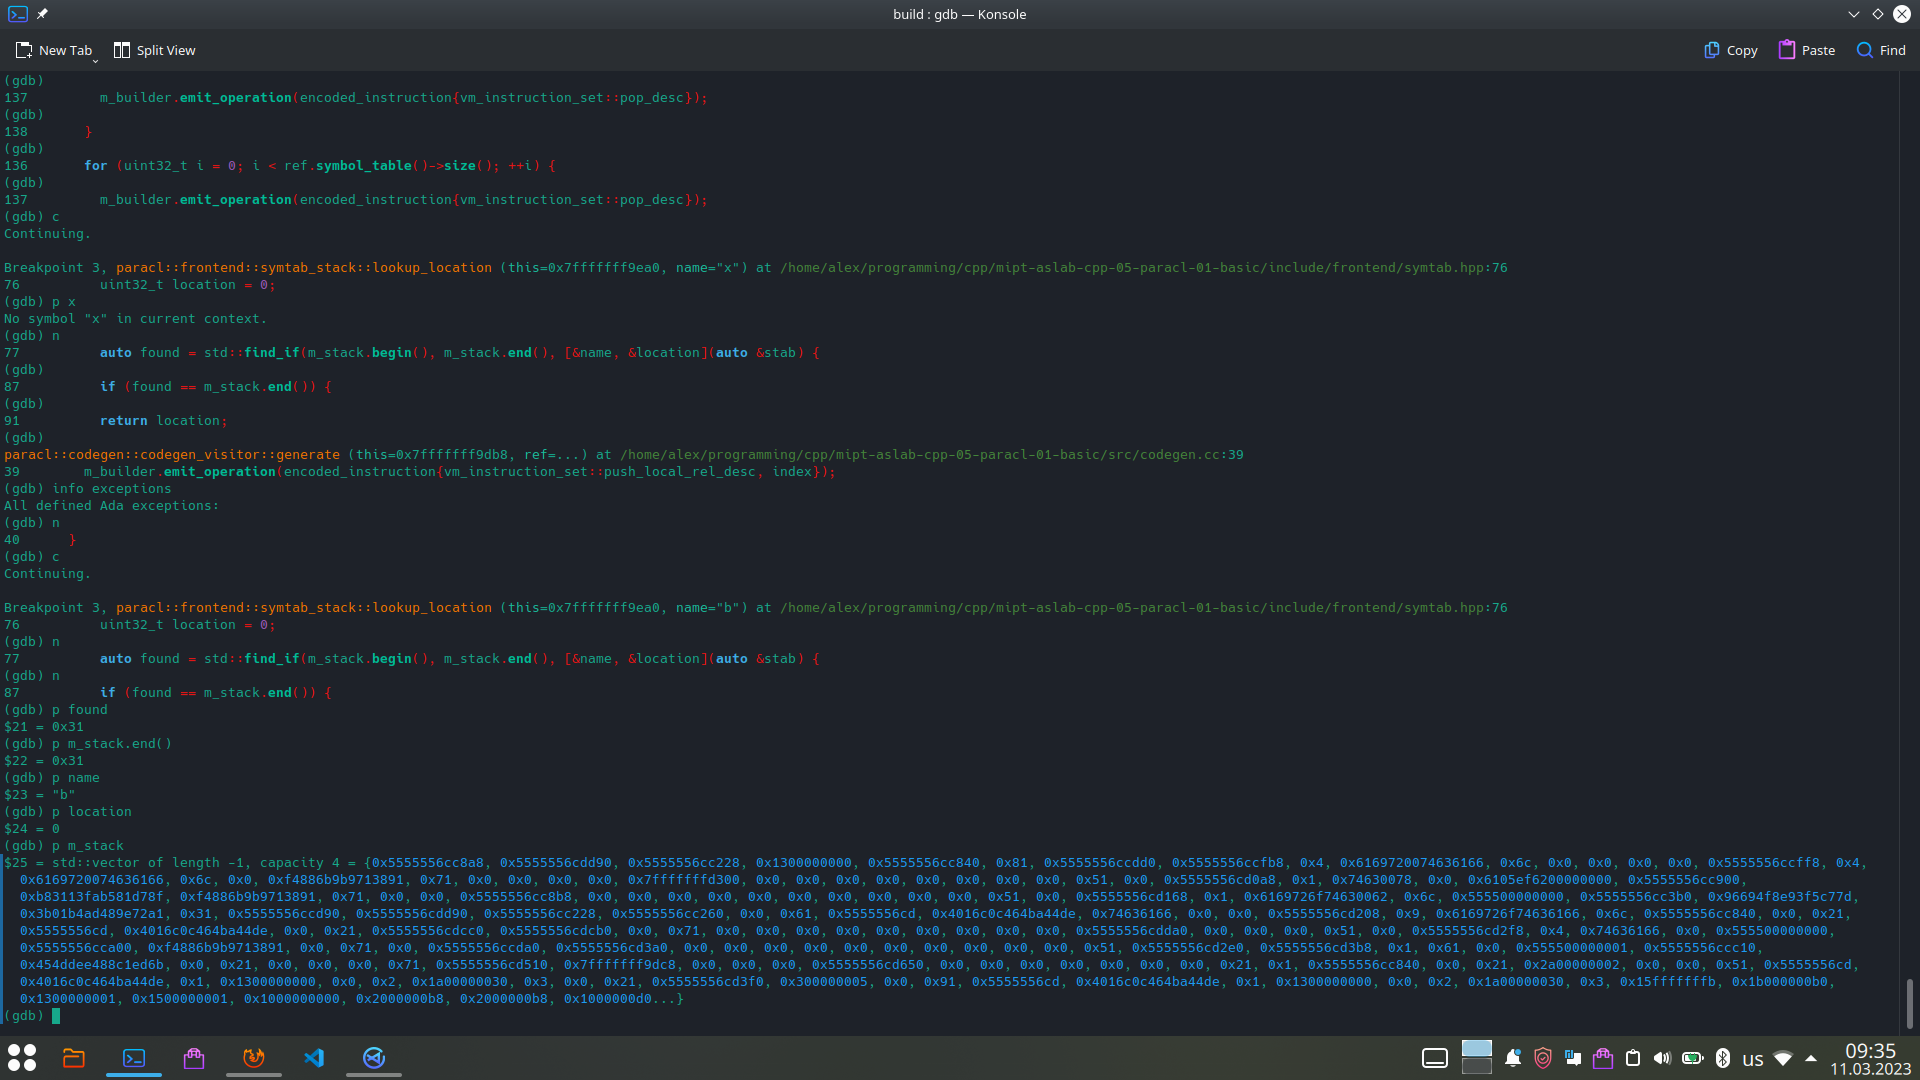 build : gdb — Konsole
New Tab
Split View
Copy
Paste
Find
(gdb)
137          m_builder.emit_operation(encoded_instruction{vm_instruction_set::pop_desc});
(gdb)
138        }
(gdb)
136        for (uint32_t i = 0; i < ref.symbol_table()->size(); ++i) {
(gdb)
137          m_builder.emit_operation(encoded_instruction{vm_instruction_set::pop_desc});
(gdb) c
Continuing.
Breakpoint 3, paracl::frontend::symtab_stack::lookup_location (this=0x7fffffff9ea0, name="x") at /home/alex/programming/cpp/mipt-aslab-cpp-05-paracl-01-basic/include/frontend/symtab.hpp:76
76          uint32_t location = 0;
(gdb) p x
No symbol "x" in current context.
(gdb) n
77          auto found = std::find_if(m_stack.begin(), m_stack.end(), [&name, &location](auto &stab) {
(gdb)
87          if (found == m_stack.end()) {
(gdb)
91          return location;
(gdb)
paracl::codegen::codegen_visitor::generate (this=0x7fffffff9db8, ref=...) at /home/alex/programming/cpp/mipt-aslab-cpp-05-paracl-01-basic/src/codegen.cc:39
39        m_builder.emit_operation(encoded_instruction{vm_instruction_set::push_local_rel_desc, index});
(gdb) info exceptions
All defined Ada exceptions:
(gdb) n
40      }
(gdb) c
Continuing.
Breakpoint 3, paracl::frontend::symtab_stack::lookup_location (this=0x7fffffff9ea0, name="b") at /home/alex/programming/cpp/mipt-aslab-cpp-05-paracl-01-basic/include/frontend/symtab.hpp:76
76          uint32_t location = 0;
(gdb) n
77          auto found = std::find_if(m_stack.begin(), m_stack.end(), [&name, &location](auto &stab) {
(gdb) n
87          if (found == m_stack.end()) {
(gdb) p found
$21 = 0x31
(gdb) p m_stack.end()
$22 = 0x31
(gdb) p name
$23 = "b"
(gdb) p location
$24 = 0
(gdb) p m_stack
$25 = std::vector of length -1, capacity 4 = {0x5555556cc8a8, 0x5555556cdd90, 0x5555556cc228, 0x1300000000, 0x5555556cc840, 0x81, 0x5555556ccdd0, 0x5555556ccfb8, 0x4, 0x6169720074636166, 0x6c, 0x0, 0x0, 0x0, 0x0, 0x5555556ccff8, 0x4,
0x6169720074636166, 0x6c, 0x0, 0xf4886b9b9713891, 0x71, 0x0, 0x0, 0x0, 0x0, 0x7fffffffd300, 0x0, 0x0, 0x0, 0x0, 0x0, 0x0, 0x0, 0x0, 0x51, 0x0, 0x5555556cd0a8, 0x1, 0x74630078, 0x0, 0x6105ef6200000000, 0x5555556cc900,
0xb83113fab581d78f, 0xf4886b9b9713891, 0x71, 0x0, 0x0, 0x5555556cc8b8, 0x0, 0x0, 0x0, 0x0, 0x0, 0x0, 0x0, 0x0, 0x0, 0x51, 0x0, 0x5555556cd168, 0x1, 0x6169726f74630062, 0x6c, 0x555500000000, 0x5555556cc3b0, 0x96694f8e93f5c77d,
0x3b01b4ad489e72a1, 0x31, 0x5555556ccd90, 0x5555556cdd90, 0x5555556cc228, 0x5555556cc260, 0x0, 0x61, 0x5555556cd, 0x4016c0c464ba44de, 0x74636166, 0x0, 0x0, 0x5555556cd208, 0x9, 0x6169726f74636166, 0x6c, 0x5555556cc840, 0x0, 0x21,
0x5555556cd, 0x4016c0c464ba44de, 0x0, 0x21, 0x5555556cdcc0, 0x5555556cdcb0, 0x0, 0x71, 0x0, 0x0, 0x0, 0x0, 0x0, 0x0, 0x0, 0x0, 0x5555556cdda0, 0x0, 0x0, 0x0, 0x51, 0x0, 0x5555556cd2f8, 0x4, 0x74636166, 0x0, 0x555500000000,
0x5555556cca00, 0xf4886b9b9713891, 0x0, 0x71, 0x0, 0x5555556ccda0, 0x5555556cd3a0, 0x0, 0x0, 0x0, 0x0, 0x0, 0x0, 0x0, 0x0, 0x0, 0x0, 0x51, 0x5555556cd2e0, 0x5555556cd3b8, 0x1, 0x61, 0x0, 0x555500000001, 0x5555556ccc10,
0x454ddee488c1ed6b, 0x0, 0x21, 0x0, 0x0, 0x0, 0x71, 0x5555556cd510, 0x7fffffff9dc8, 0x0, 0x0, 0x0, 0x5555556cd650, 0x0, 0x0, 0x0, 0x0, 0x0, 0x0, 0x0, 0x21, 0x1, 0x5555556cc840, 0x0, 0x21, 0x2a00000002, 0x0, 0x0, 0x51, 0x5555556cd,
0x4016c0c464ba44de, 0x1, 0x1300000000, 0x0, 0x2, 0x1a00000030, 0x3, 0x0, 0x21, 0x5555556cd3f0, 0x300000005, 0x0, 0x91, 0x5555556cd, 0x4016c0c464ba44de, 0x1, 0x1300000000, 0x0, 0x2, 0x1a00000030, 0x3, 0x15fffffffb, 0x1b000000b0,
0x1300000001, 0x1500000001, 0x1000000000, 0x2000000b8, 0x2000000b8, 0x1000000d0...}
(gdb)
us
09:35
11.03.2023